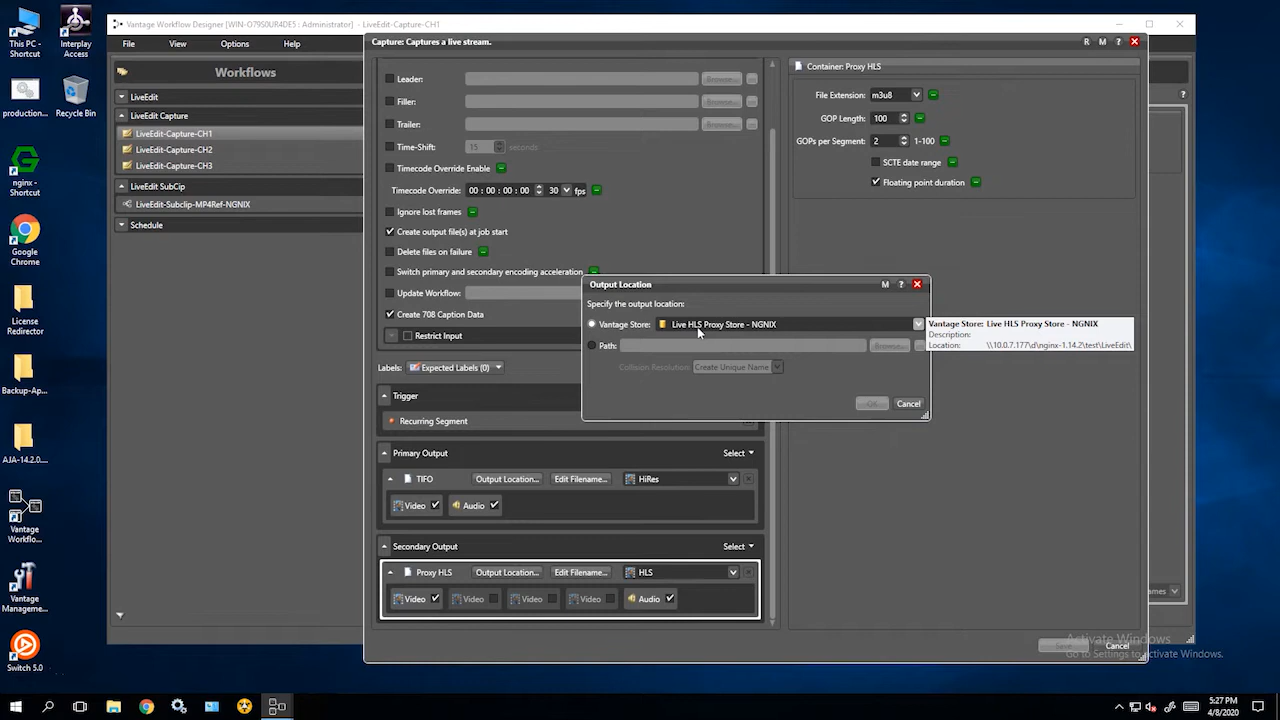 This PC - Shortcut
Interplay Access
production...
Recycle Bin
nginx - Shortcut
Google Chrome
License Redirector
Backup-Ap...
AJA-14.2.0...
Vantage Workflo...
Vantage Manageme...
Switch 5.0
Vantage Workflow Designer [WIN-O79S0UR4DE5 : Administrator] - LiveEdit-Capture-CH1
File View Options Help
Workflows
LiveEdit
LiveEdit Capture
LiveEdit-Capture-CH1
LiveEdit-Capture-CH2
LiveEdit-Capture-CH3
LiveEdit SubClip
LiveEdit-Subclip-MP4Ref-NGNIX
Schedule
Capture: Captures a live stream.
R M ?
Leader: Browse...
Filler: Browse...
Trailer: Browse...
Time-Shift: 15 seconds
Timecode Override Enable
Timecode Override: 00 : 00 : 00 : 00 30 fps
Ignore lost frames
Create output file(s) at job start
Delete files on failure
Switch primary and secondary encoding acceleration
Update Workflow:
Create 708 Caption Data
Restrict Input
Labels: Expected Labels (0)
Trigger
Recurring Segment
Primary Output Select
TIFO Output Location... Edit Filename... HiRes
Video Audio
Secondary Output Select
Proxy HLS Output Location... Edit Filename... HLS
Video Video Video Video Audio
Container: Proxy HLS
File Extension: m3u8
GOP Length: 100
GOPs per Segment: 2 1-100
SCTE date range
Floating point duration
Output Location
M ?
Specify the output location:
Vantage Store: Live HLS Proxy Store - NGNIX
Path: Browse...
Collision Resolution: Create Unique Name
OK Cancel
Vantage Store: Live HLS Proxy Store - NGNIX
Description:
Location: \\10.0.7.177\d\nginx-1.14.2\test\LiveEdit\
?
ames
Save Cancel
Activate Windows
Go to Settings to activate Windows.
5:27 PM
4/8/2020